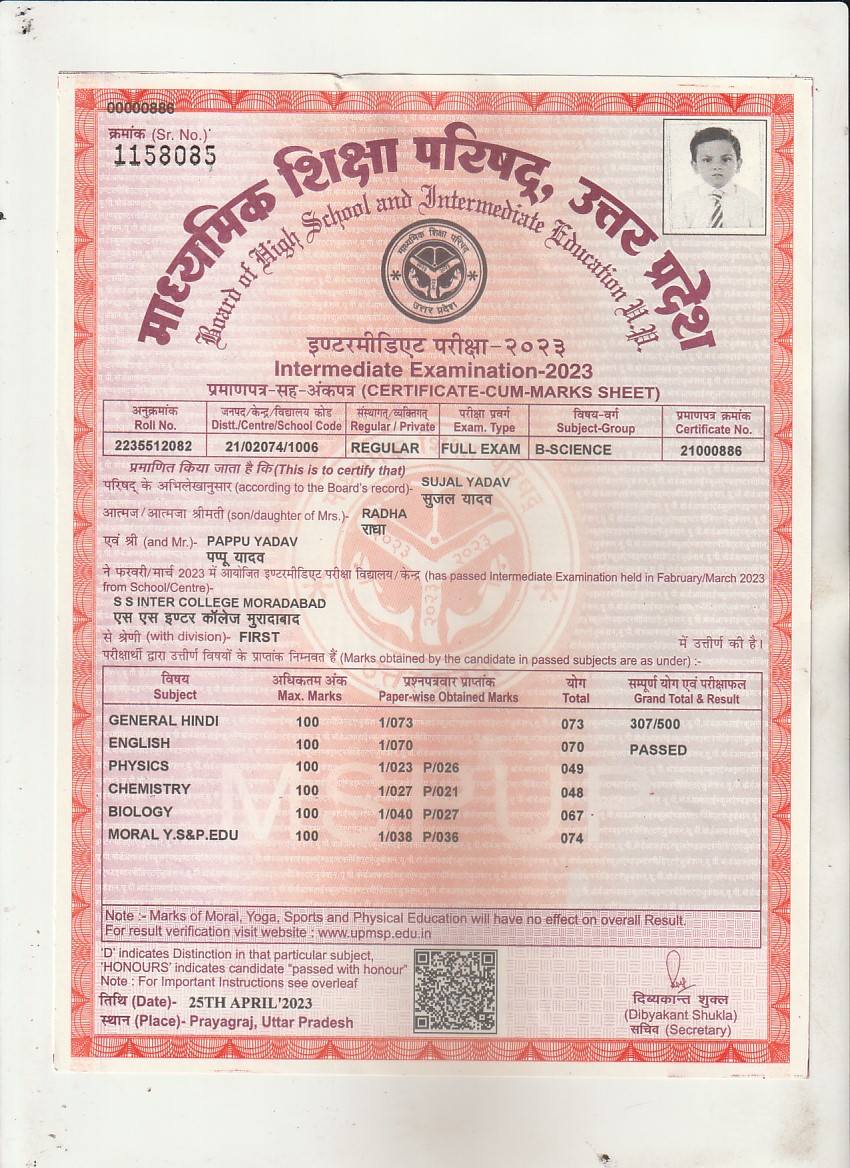 00000886
क्रमांक (Sr. No.)
1158085
माध्यमिक शिक्षा परिषद्, उत्तर प्रदेश
Board of High School and Intermediate Education U.P.
माध्यमिक शिक्षा परिषद्
उत्तर प्रदेश
इण्टरमीडिएट परीक्षा-२०२३
Intermediate Examination-2023
प्रमाणपत्र-सह-अंकपत्र (CERTIFICATE-CUM-MARKS SHEET)
अनुक्रमांक जनपद/केन्द्र/विद्यालय कोड संस्थागत्/व्यक्तिगत् परीक्षा प्रवर्ग विषय-वर्ग प्रमाणपत्र क्रमांक
Roll No. Distt./Centre/School Code Regular / Private Exam. Type Subject-Group Certificate No.
2235512082 21/02074/1006 REGULAR FULL EXAM B-SCIENCE 21000886
प्रमाणित किया जाता है कि(This is to certify that)
परिषद् के अभिलेखानुसार (according to the Board's record)- SUJAL YADAV
सुजल यादव
आत्मज/आत्मजा श्रीमती (son/daughter of Mrs.)- RADHA
राधा
एवं श्री (and Mr.)- PAPPU YADAV
पप्पू यादव
ने फरवरी/मार्च 2023 में आयोजित इण्टरमीडिएट परीक्षा विद्यालय/केन्द्र (has passed Intermediate Examination held in Fabruary/March 2023
from School/Centre)-
S S INTER COLLEGE MORADABAD
एस एस इण्टर कॉलेज मुरादाबाद
से श्रेणी (with division)- FIRST में उत्तीर्ण की है।
परीक्षार्थी द्वारा उत्तीर्ण विषयों के प्राप्तांक निम्नवत हैं (Marks obtained by the candidate in passed subjects are as under) :-
विषय अधिकतम अंक प्रश्नपत्रवार प्राप्तांक योग सम्पूर्ण योग एवं परीक्षाफल
Subject Max. Marks Paper-wise Obtained Marks Total Grand Total & Result
GENERAL HINDI 100 1/073 073 307/500
ENGLISH 100 1/070 070 PASSED
PHYSICS 100 1/023 P/026 049
CHEMISTRY 100 1/027 P/021 048
BIOLOGY 100 1/040 P/027 067
MORAL Y.S&P.EDU 100 1/038 P/036 074
MSPUP
Note :- Marks of Moral, Yoga, Sports and Physical Education will have no effect on overall Result.
For result verification visit website : www.upmsp.edu.in
'D' indicates Distinction in that particular subject,
'HONOURS' indicates candidate "passed with honour"
Note : For Important Instructions see overleaf
तिथि (Date)- 25TH APRIL'2023
स्थान (Place)- Prayagraj, Uttar Pradesh
दिब्यकान्त शुक्ल
(Dibyakant Shukla)
सचिव (Secretary)